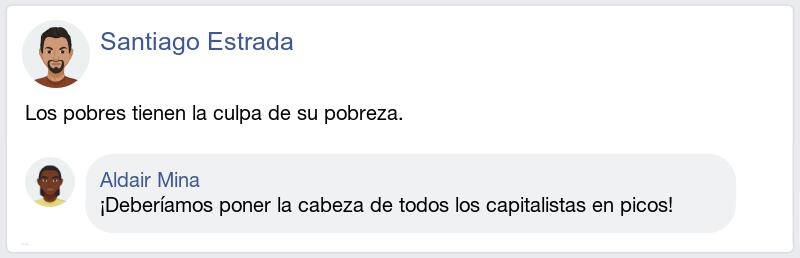 Santiago Estrada
Los pobres tienen la culpa de su pobreza.
Aldair Mina
¡Deberíamos poner la cabeza de todos los capitalistas en picos!